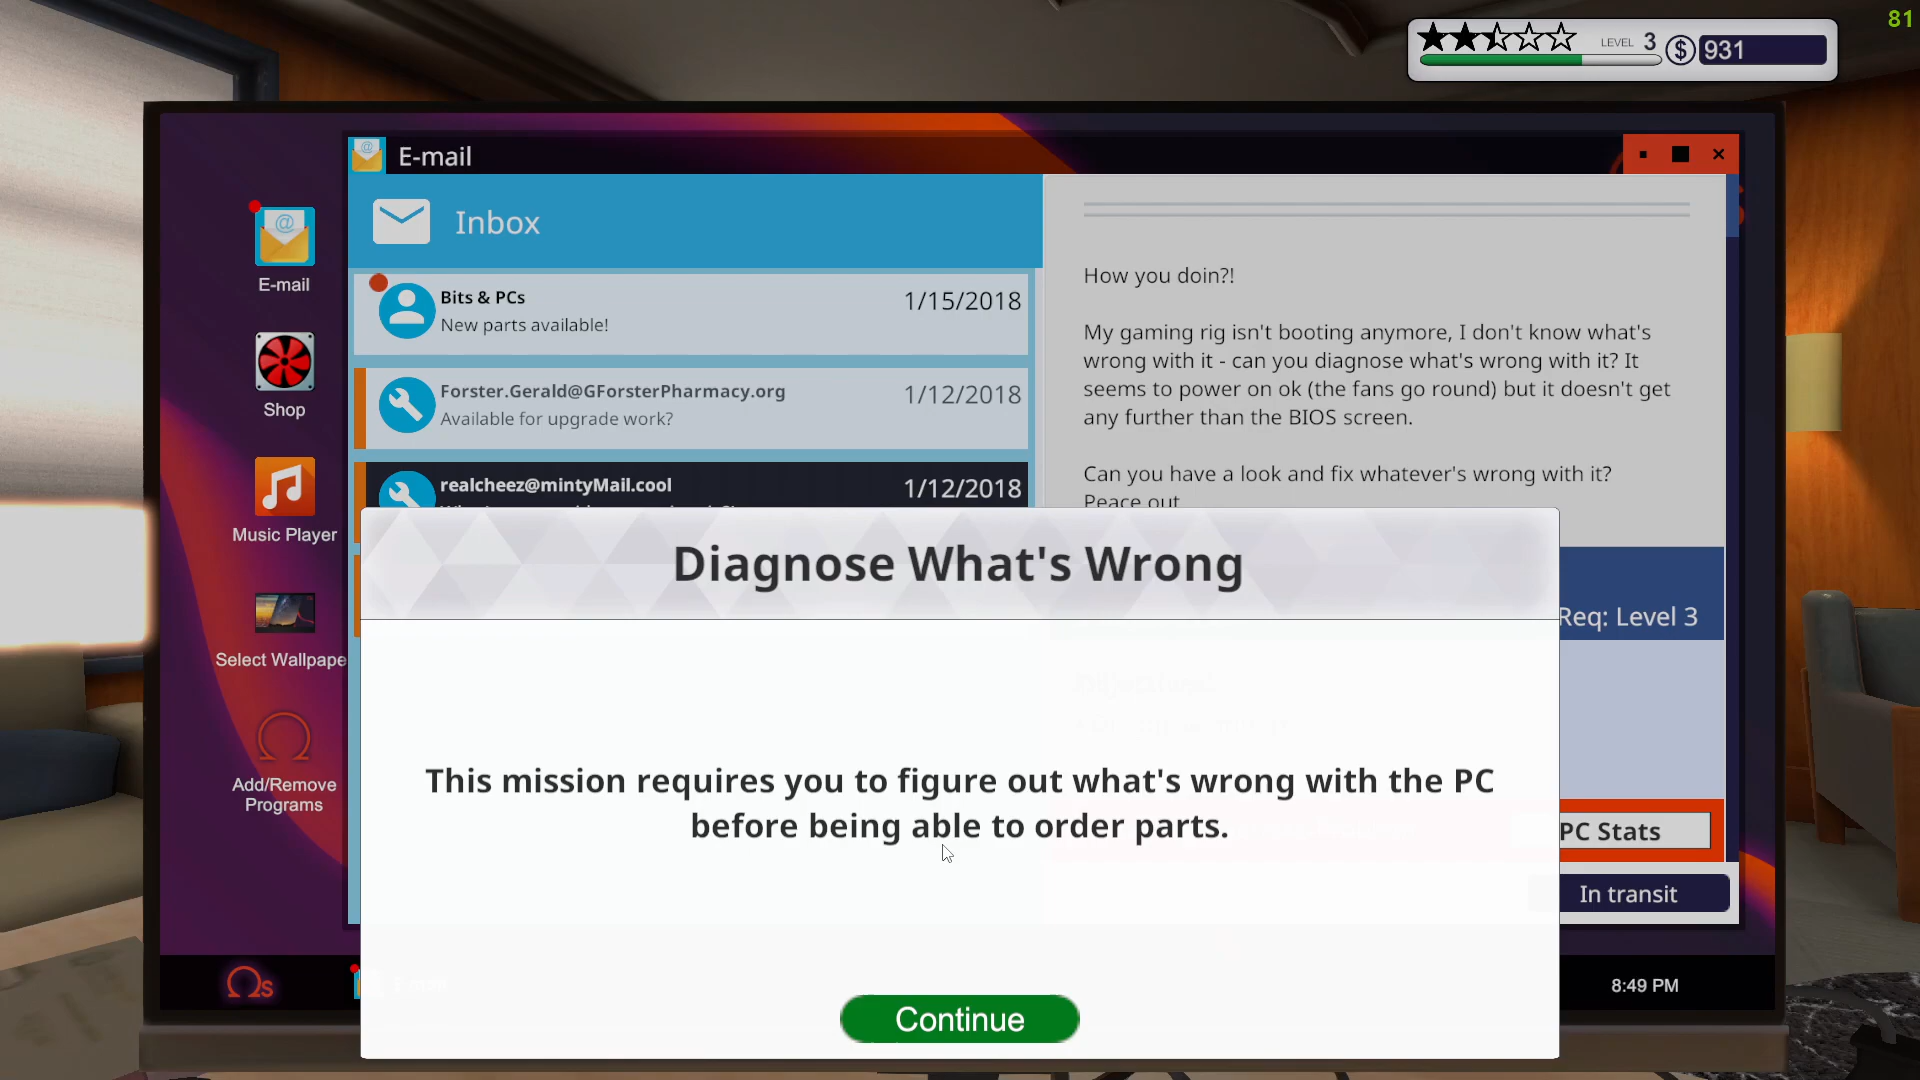 81
LEVEL 3 $ 931
E-mail
E-mail
Shop
Music Player
Select Wallpape
Add/Remove
Programs
Inbox
Bits & PCs 1/15/2018
New parts available!
Forster.Gerald@GForsterPharmacy.org 1/12/2018
Available for upgrade work?
realcheez@mintyMail.cool 1/12/2018
How you doin?!
My gaming rig isn't booting anymore, I don't know what's
wrong with it - can you diagnose what's wrong with it? It
seems to power on ok (the fans go round) but it doesn't get
any further than the BIOS screen.
Can you have a look and fix whatever's wrong with it?
Peace out
Diagnose What's Wrong
Req: Level 3
This mission requires you to figure out what's wrong with the PC
before being able to order parts.
PC Stats
In transit
Continue
Ωs
8:49 PM